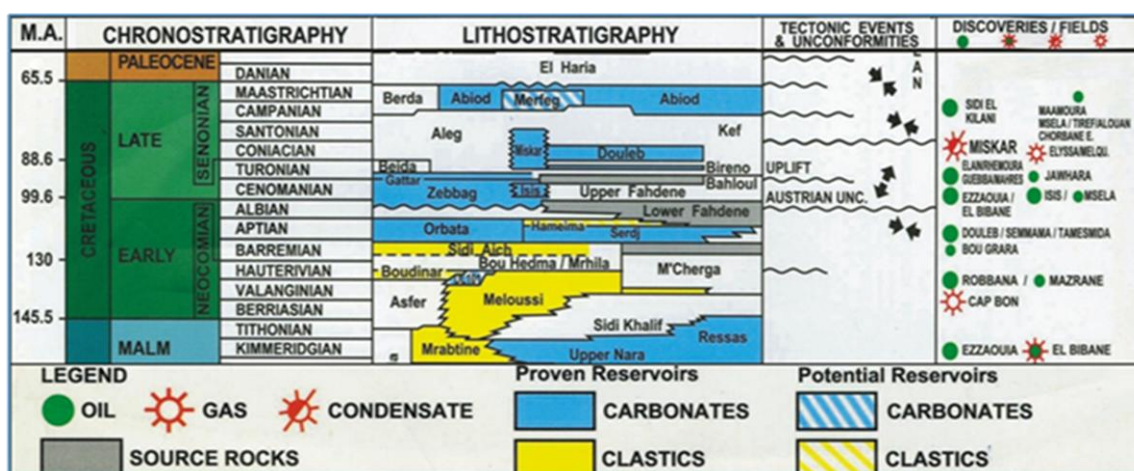 M.A. CHRONOSTRATIGRAPHY LITHOSTRATIGRAPHY TECTONIC EVENTS & UNCONFORMITIES DISCOVERIES / FIELDS
PALEOCENE
DANIAN
El Haria
L
A
N
65.5
CRETACEOUS
LATE
SENONIAN
MAASTRICHTIAN
Berda
Abiod
Merfeg
Abiod
CAMPANIAN
SANTONIAN
Aleg
Kef
CONIACIAN
Miskar
Douleb
88.6
TURONIAN
Beida
Bireno
UPLIFT
Gattar
Bahloul
CENOMANIAN
Zebbag
Isis
Upper Fahdene
99.6
AUSTRIAN UNC.
EARLY
NEOCOMIAN
ALBIAN
Lower Fahdene
APTIAN
Orbata
Hameima
Serdj
BARREMIAN
Sidi Aich
130
Bou Hedma / Mrhila
HAUTERIVIAN
Boudinar
M'Cherga
VALANGINIAN
Asfer
Meloussi
BERRIASIAN
145.5
MALM
TITHONIAN
Sidi Khalif
Ressas
KIMMERIDGIAN
Mrabtine
Upper Nara
SIDI EL
KILANI
MAAMOURA
MSELA / TIREFIALOUAN
CHORBANE E.
MISKAR
ELYSSA/MELQU.
JAWHARA
EZZAOUIA /
EL BIBANE
ISIS /
MSELA
DOULEB / SEMMAMA / TAMESMIDA
BOU GRARA
ROBBANA /
MAZRANE
CAP BON
EZZAOUIA
EL BIBANE
LEGEND
Proven Reservoirs
Potential Reservoirs
OIL
GAS
CONDENSATE
CARBONATES
CARBONATES
SOURCE ROCKS
CLASTICS
CLASTICS